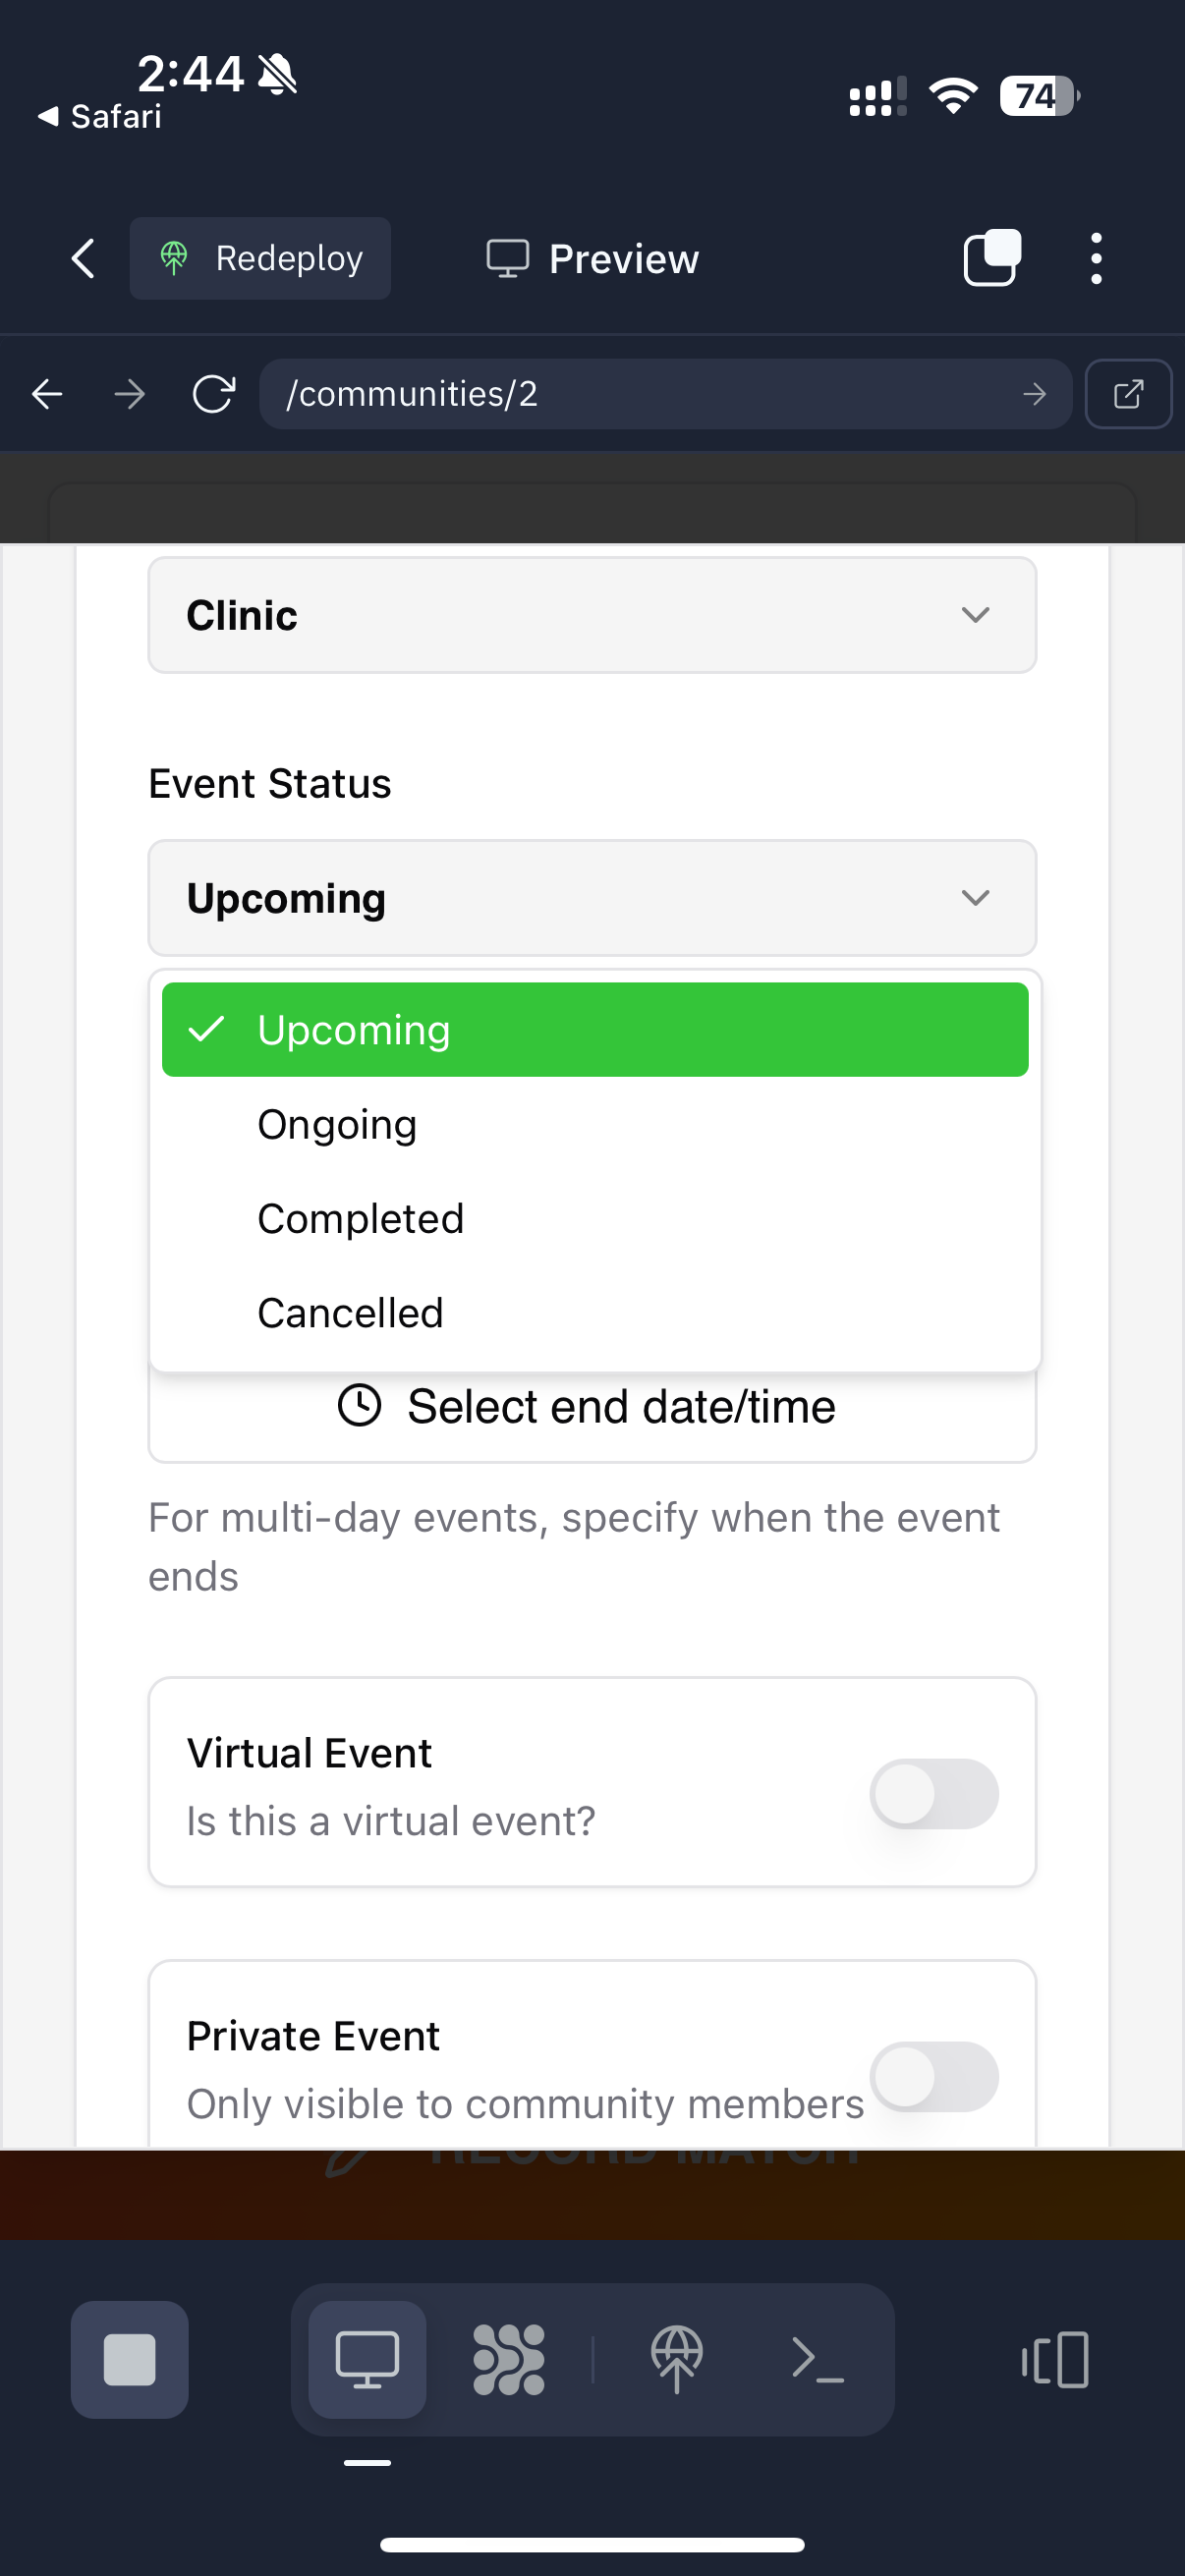 2:44
Safari
74
Redeploy
Preview
/communities/2
Clinic
Event Status
Upcoming
Upcoming
Ongoing
Completed
Cancelled
Select end date/time
For multi-day events, specify when the event
ends
Virtual Event
Is this a virtual event?
Private Event
Only visible to community members
RECORD MATCH